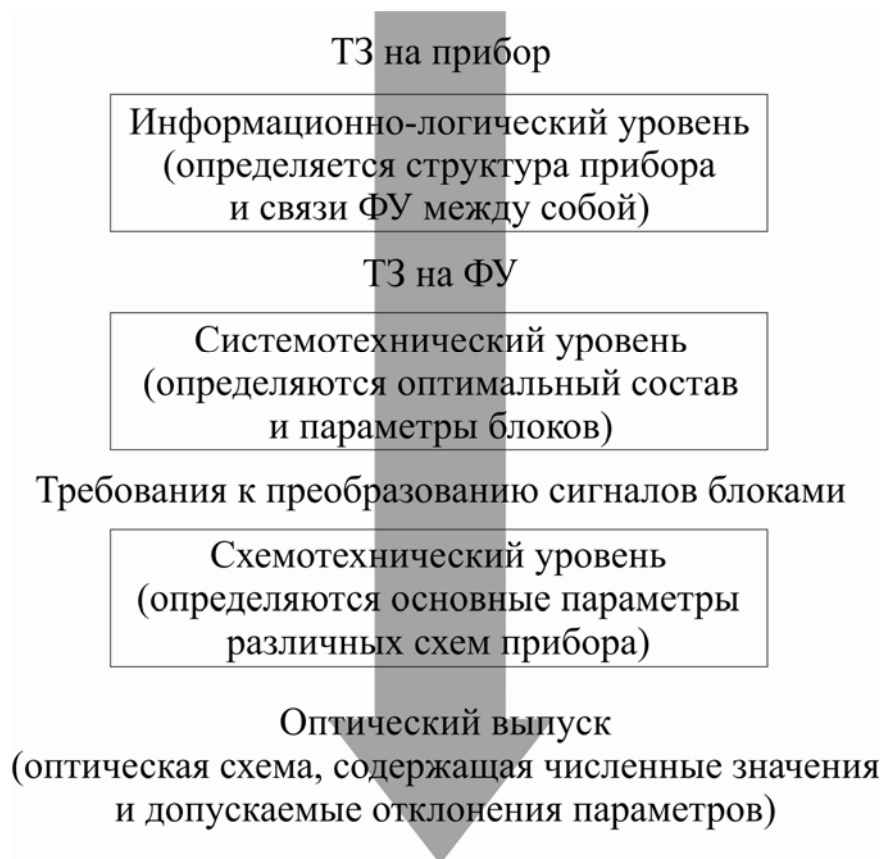 ТЗ на прибор
Информационно-логический уровень
(определяется структура прибора
и связи ФУ между собой)
ТЗ на ФУ
Системотехнический уровень
(определяются оптимальный состав
и параметры блоков)
Требования к преобразованию сигналов блоками
Схемотехнический уровень
(определяются основные параметры
различных схем прибора)
Оптический выпуск
(оптическая схема, содержащая численные значения
и допускаемые отклонения параметров)